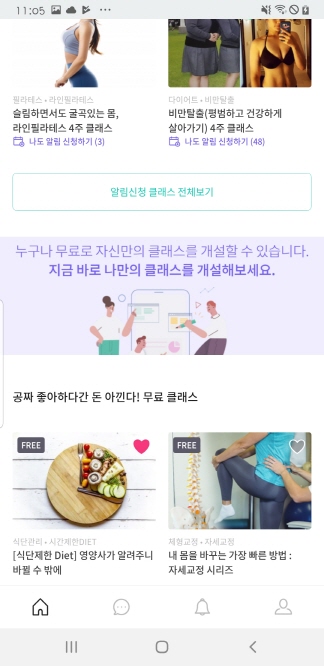 11:05
필라테스 • 라인필라테스
다이어트 • 비만탈출
슬림하면서도 굴곡있는 몸,
라인필라테스 4주 클래스
비만탈출(평범하고 건강하게
살아가기) 4주 클래스
나도 알림 신청하기 (3)
나도 알림 신청하기 (48)
알림신청 클래스 전체보기
누구나 무료로 자신만의 클래스를 개설할 수 있습니다.
지금 바로 나만의 클래스를 개설해보세요.
공짜 좋아하다간 돈 아낀다! 무료 클래스
FREE
FREE
식단관리 • 시간제한DIET
체형교정 • 자세교정
[식단제한 Diet] 영양사가 알려주니
바뀔 수 밖에
내 몸을 바꾸는 가장 빠른 방법 :
자세교정 시리즈